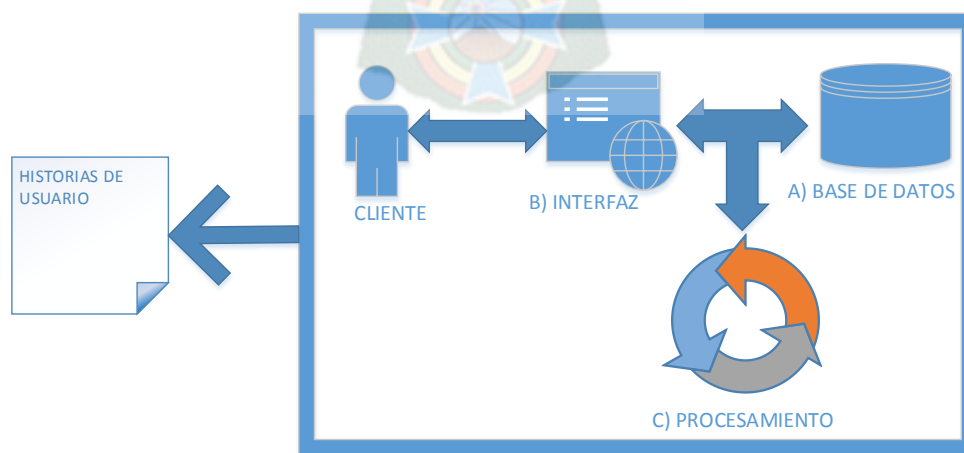 HISTORIAS DE
USUARIO
CLIENTE
B) INTERFAZ
A) BASE DE DATOS
C) PROCESAMIENTO